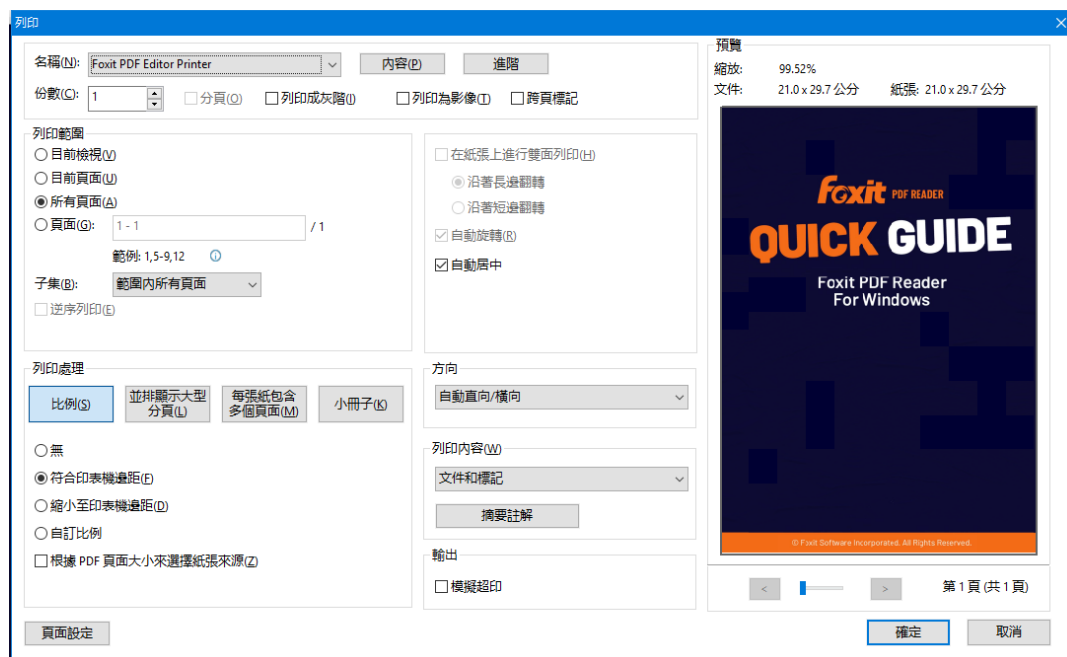 列印
名稱(N): Foxit PDF Editor Printer 內容(P) 進階
份數(C): 1 分頁(O) 列印成灰階(I) 列印為影像(T) 跨頁標記
列印範圍
目前檢視(V)
目前頁面(U)
所有頁面(A)
頁面(G): 1 - 1 / 1
範例: 1,5-9,12
子集(B): 範圍內所有頁面
逆序列印(E)
在紙張上進行雙面列印(H)
沿著長邊翻轉
沿著短邊翻轉
自動旋轉(R)
自動居中
列印處理
比例(S)
並排顯示大型
分頁(L)
每張紙包含
多個頁面(M)
小冊子(K)
無
符合印表機邊距(F)
縮小至印表機邊距(D)
自訂比例
根據 PDF 頁面大小來選擇紙張來源(Z)
方向
自動直向/橫向
列印內容(W)
文件和標記
摘要註解
輸出
模擬超印
預覽
縮放: 99.52%
文件: 21.0 x 29.7 公分 紙張: 21.0 x 29.7 公分
Foxit PDF READER
QUICK GUIDE
Foxit PDF Reader
For Windows
© Foxit Software Incorporated. All Rights Reserved.
< > 第 1 頁 (共 1 頁)
頁面設定 確定 取消